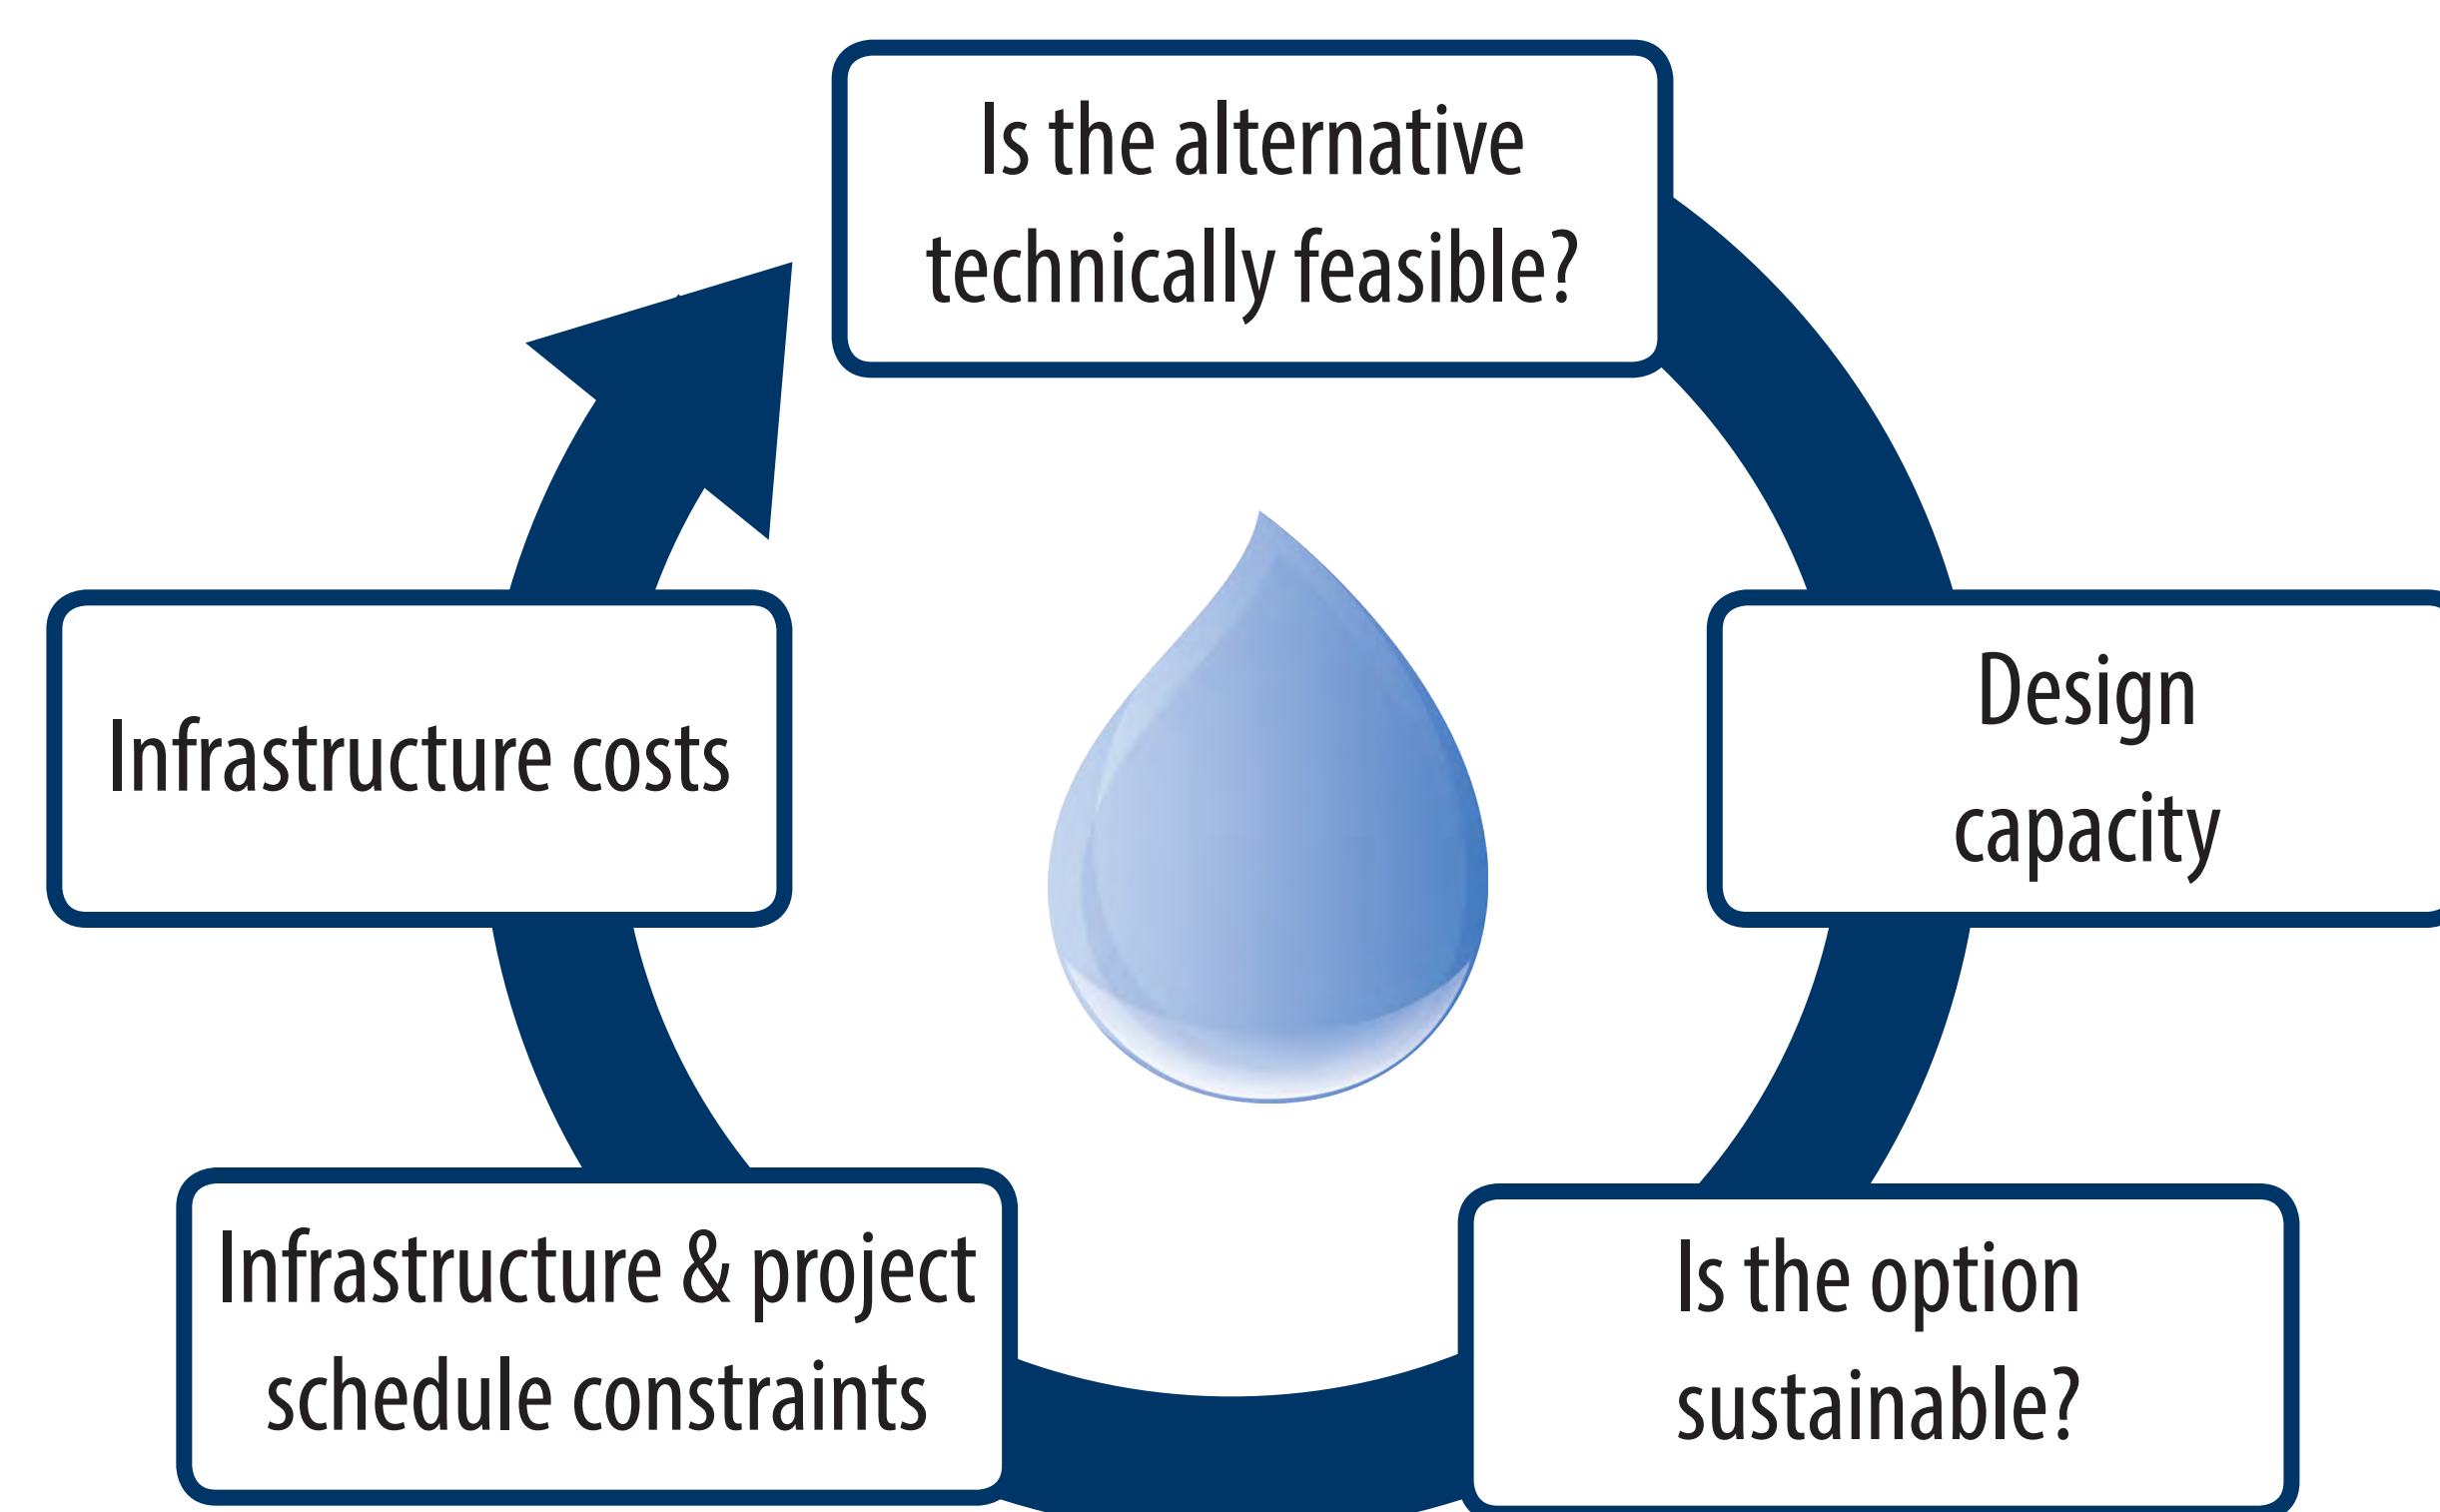 Is the alternative
technically feasible?
Design
capacity
Is the option
sustainable?
Infrastructure & project
schedule constraints
Infrastructure costs